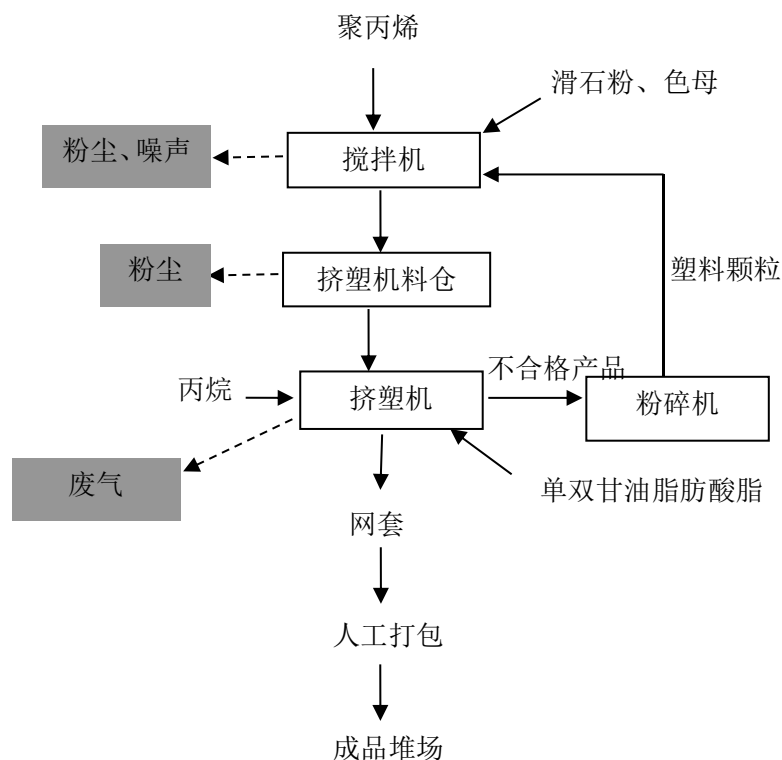 聚丙烯
滑石粉、色母
粉尘、噪声
搅拌机
粉尘
挤塑机料仓
塑料颗粒
丙烷
挤塑机
不合格产品
粉碎机
废气
单双甘油脂肪酸脂
网套
人工打包
成品堆场